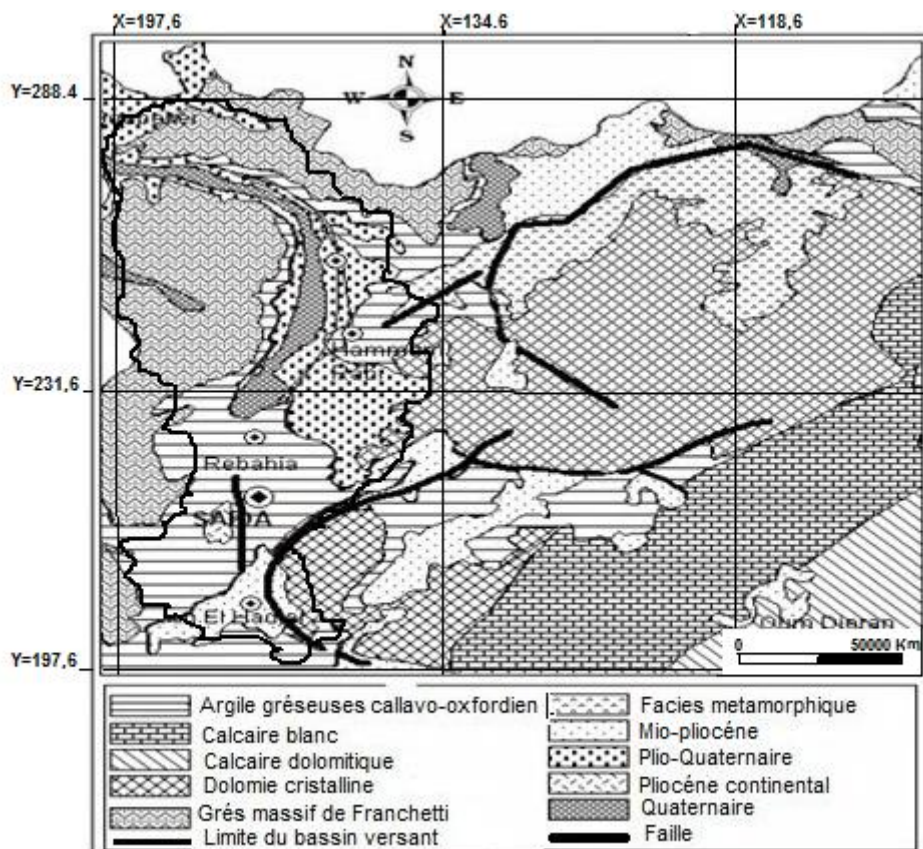 X=197,6 X=134.6 X=118,6
Y=288.4
N
W E
S
Y=231.6
Rebahia
SAIDA
El Hadjel
Y=197,6
0 50000 Km
Argile gréseuses callavo-oxfordien
Calcaire blanc
Calcaire dolomitique
Dolomie cristalline
Grés massif de Franchetti
Limite du bassin versant
Facies metamorphique
Mio-pliocéne
Plio-Quaternaire
Pliocéne continental
Quaternaire
Faille